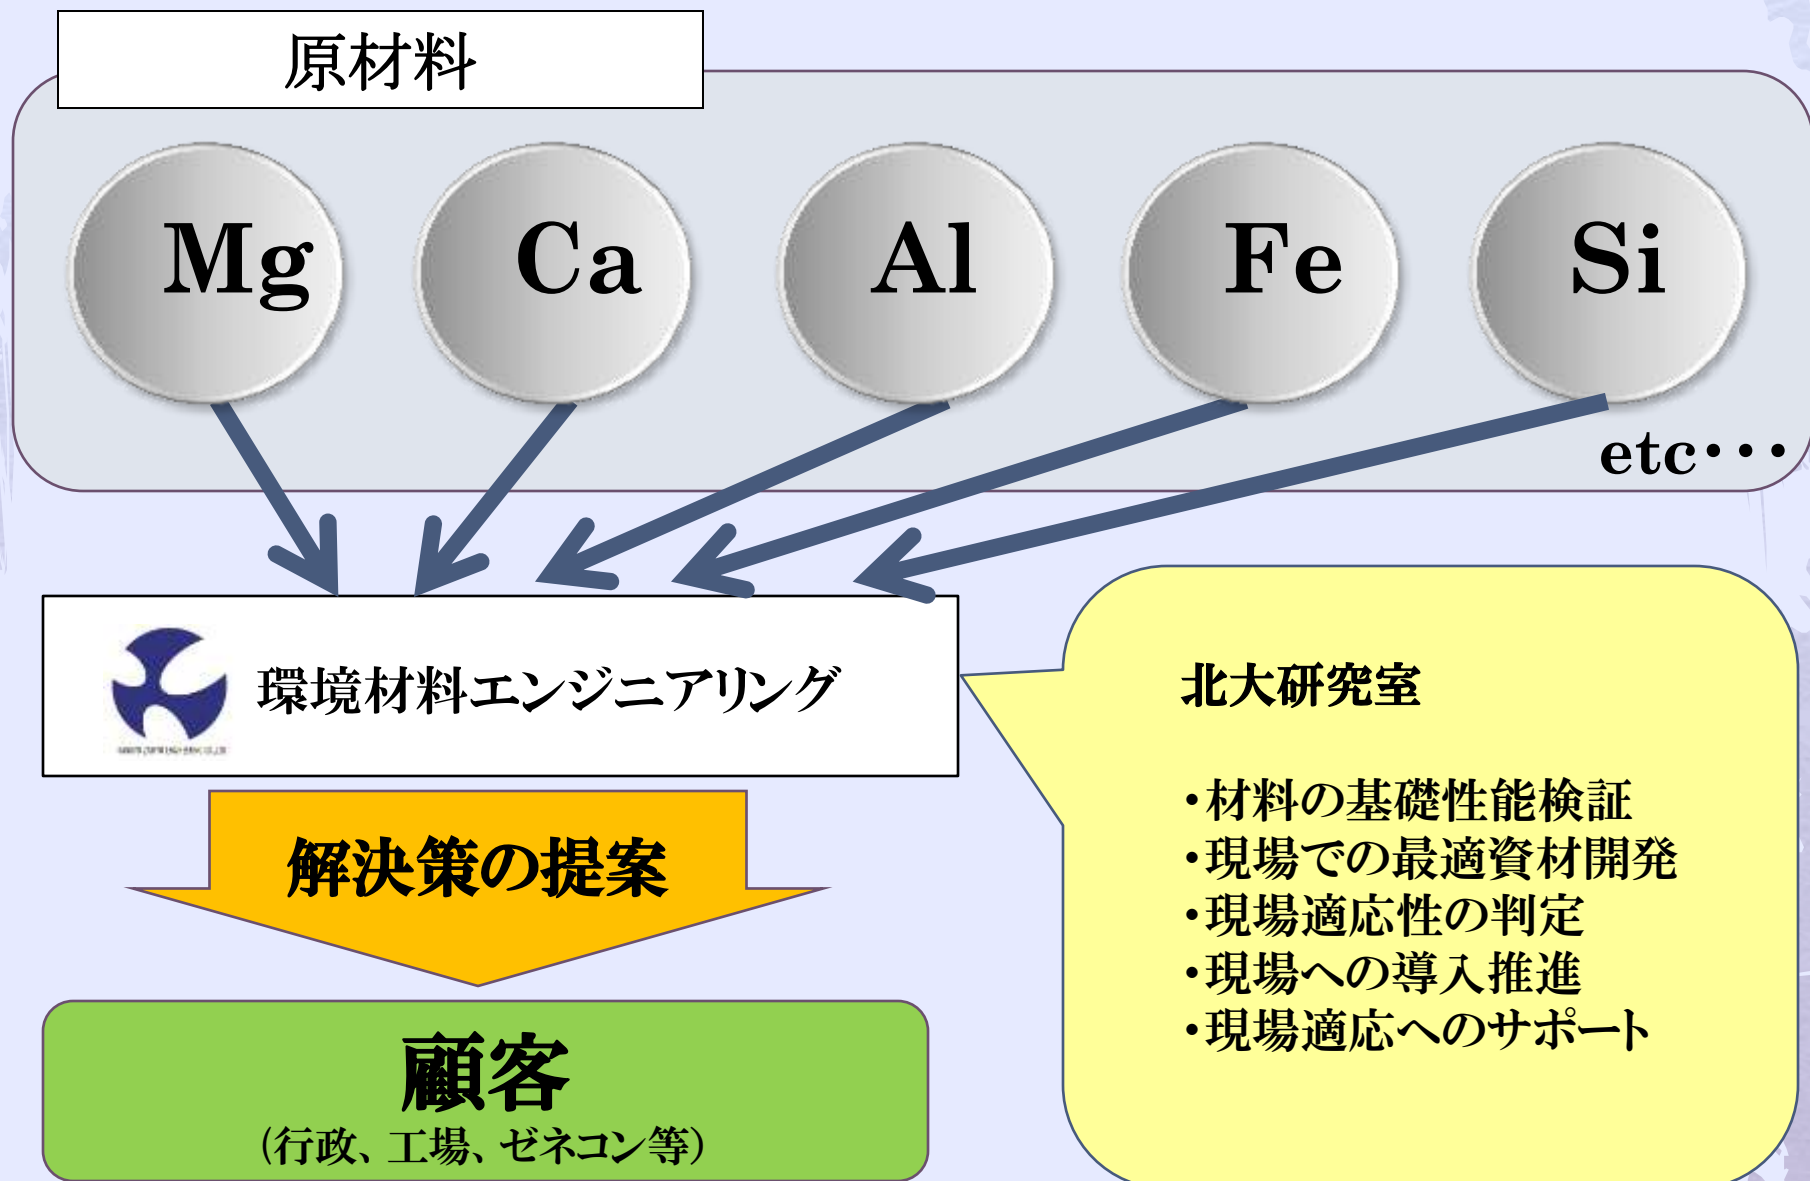 原材料
Mg
Ca
Al
Fe
Si
etc･･･
環境材料エンジニアリング
北大研究室
・材料の基礎性能検証
・現場での最適資材開発
・現場適応性の判定
・現場への導入推進
・現場適応へのサポート
解決策の提案
顧客
(行政、工場、ゼネコン等)